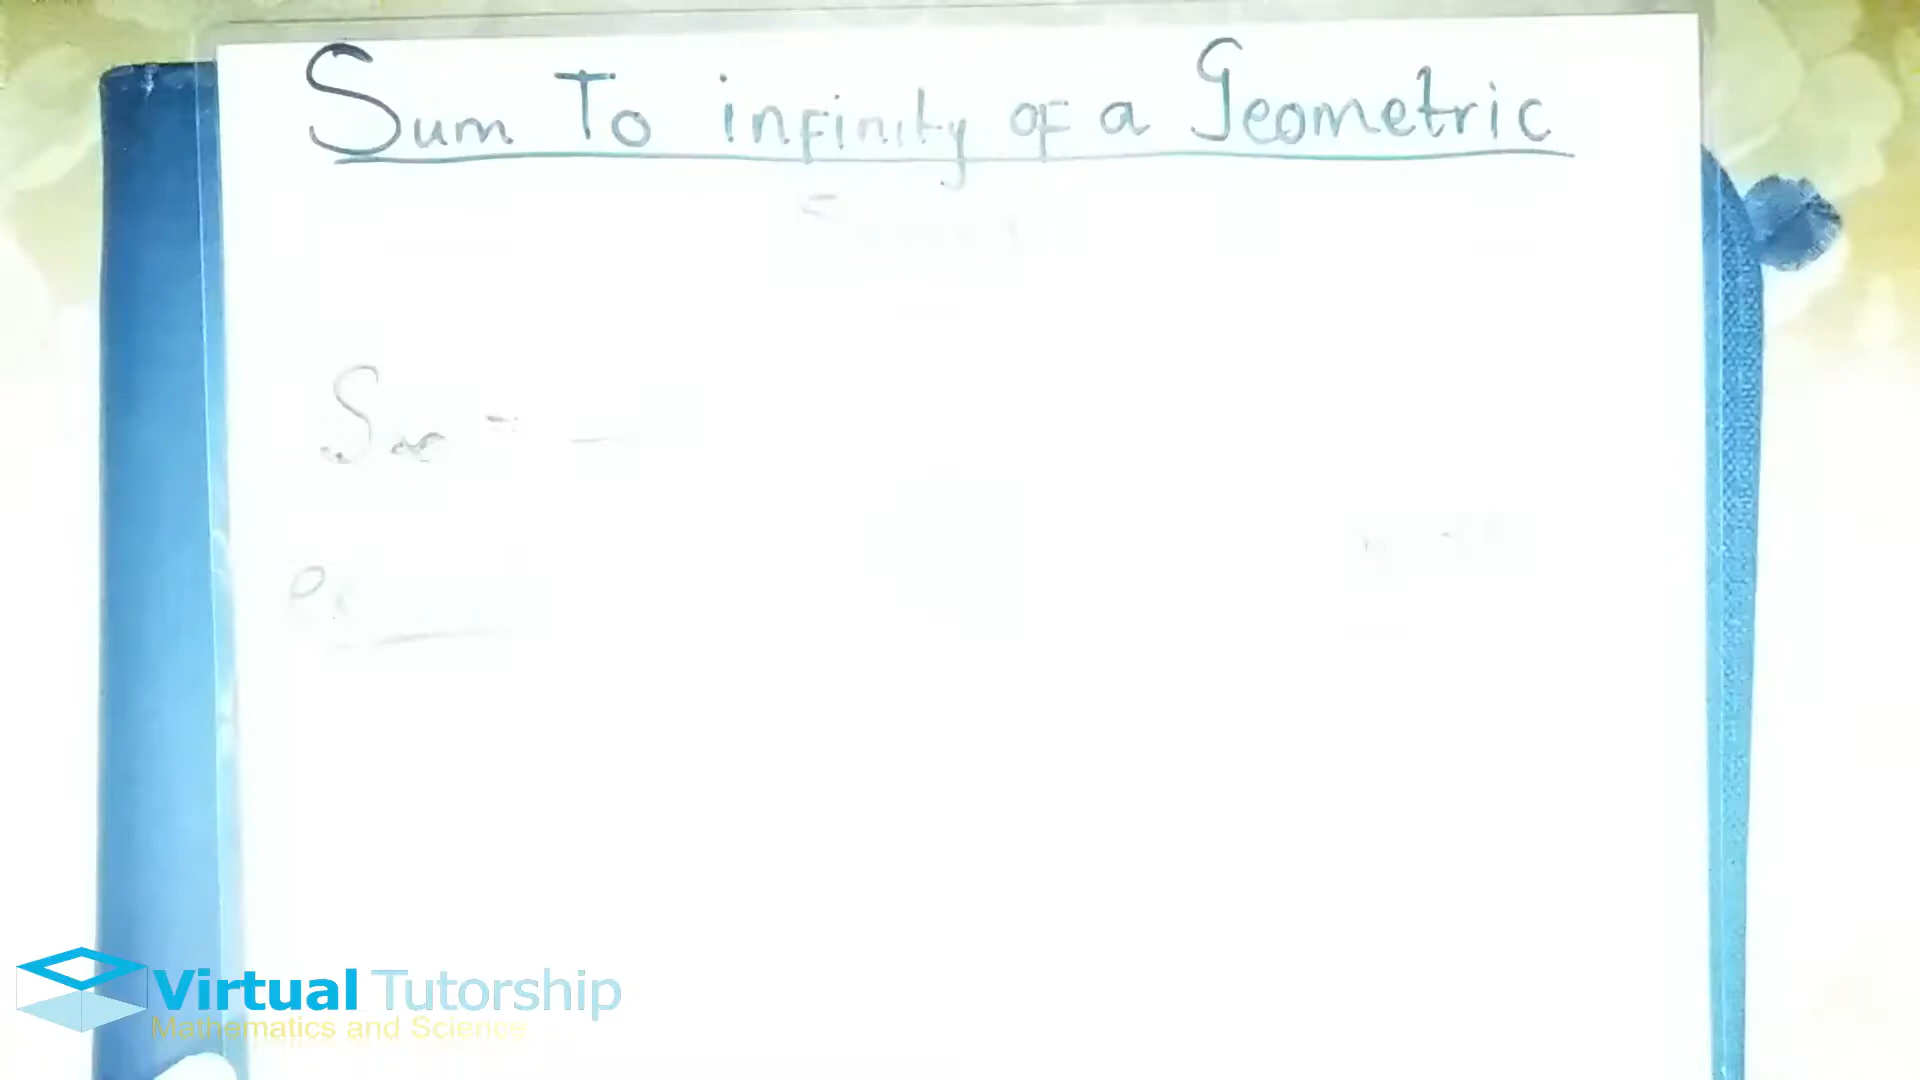 Sum To infinity of a Geometric
S∞ =
Virtual Tutorship
Mathematics and Science